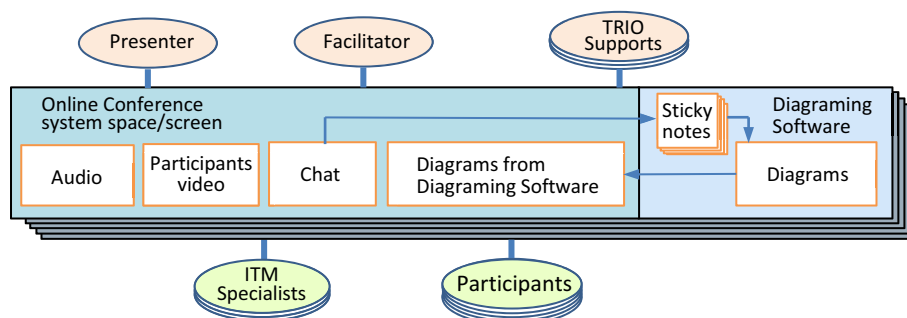 Presenter
Facilitator
TRIO
Supports
Online Conference
system space/screen
Sticky
notes
Diagraming
Software
Audio
Participants
video
Chat
Diagrams from
Diagraming Software
Diagrams
ITM
Specialists
Participants